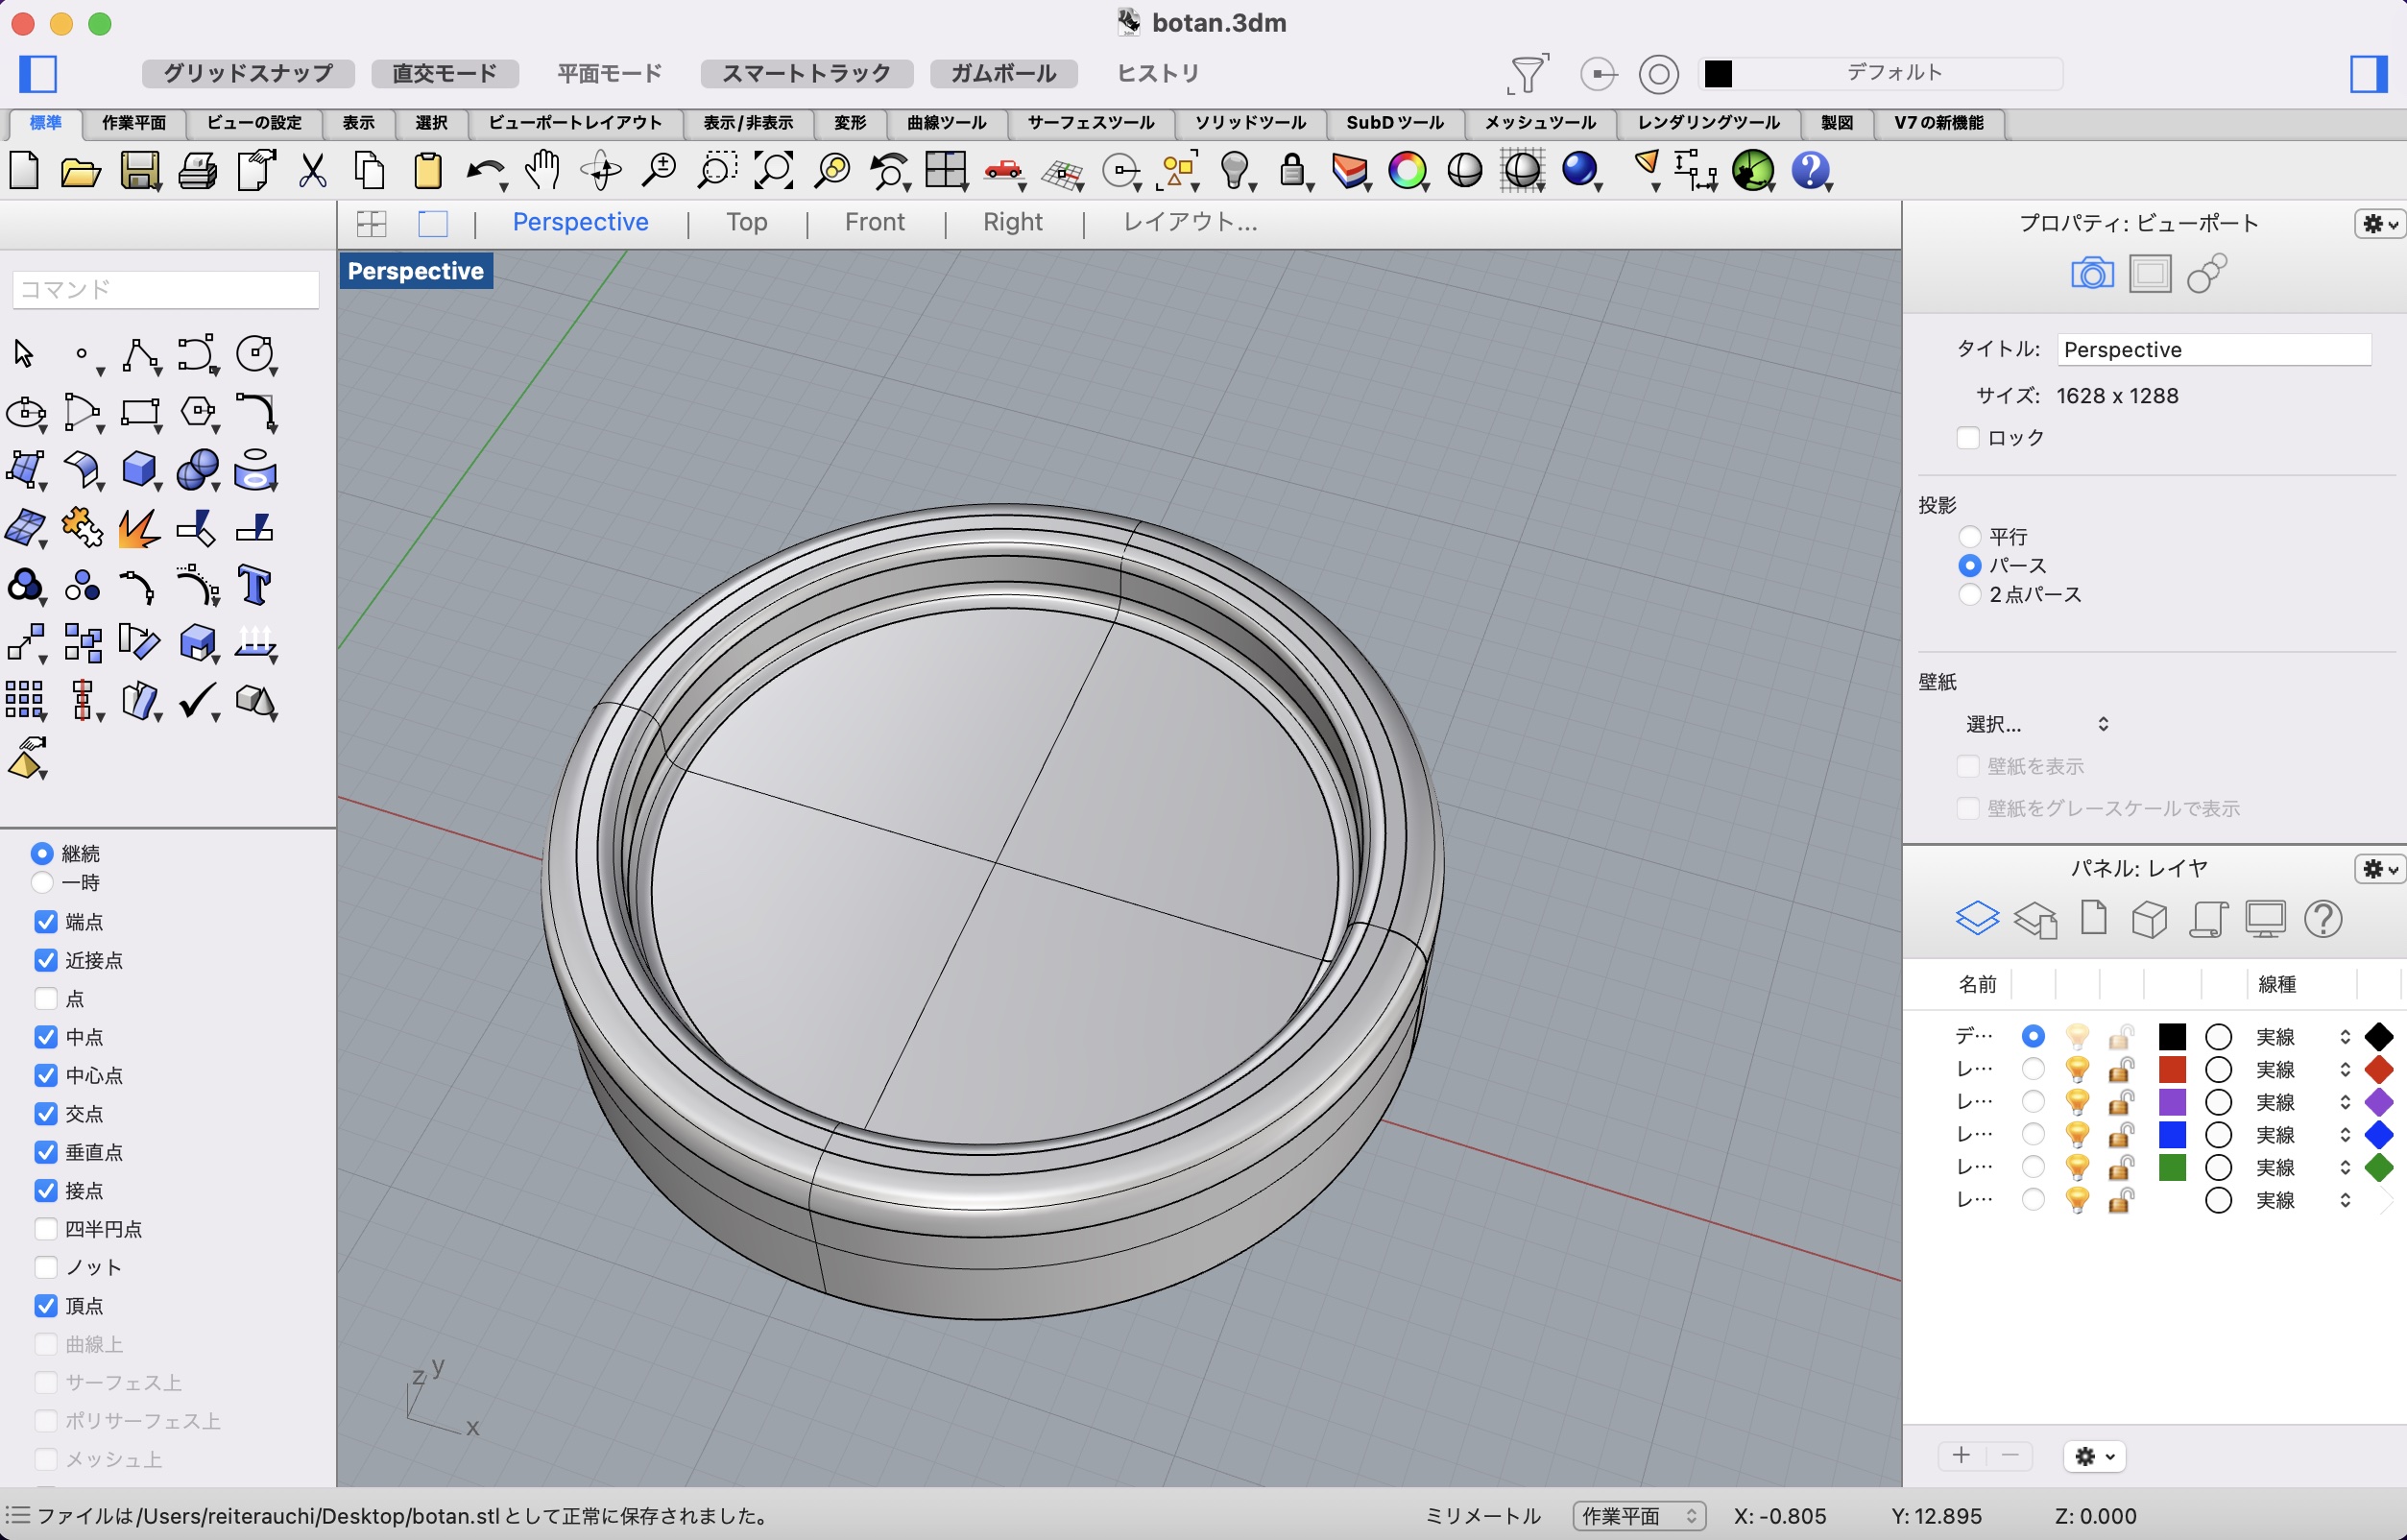 botan.3dm
グリッドスナップ 直交モード 平面モード スマートトラック ガムボール ヒストリ デフォルト
標準 作業平面 ビューの設定 表示 選択 ビューポートレイアウト 表示/非表示 変形 曲線ツール サーフェスツール ソリッドツール SubDツール メッシュツール レンダリングツール 製図 V7の新機能
Perspective | Top | Front | Right | レイアウト...
Perspective
コマンド
継続
一時
端点
近接点
点
中点
中心点
交点
垂直点
接点
四半円点
ノット
頂点
曲線上
サーフェス上
ポリサーフェス上
メッシュ上
z y
x
プロパティ: ビューポート
タイトル: Perspective
サイズ: 1628 x 1288
ロック
投影
平行
パース
2点パース
壁紙
選択...
壁紙を表示
壁紙をグレースケールで表示
パネル: レイヤ
名前 線種
デ… 実線
レ… 実線
レ… 実線
レ… 実線
レ… 実線
レ… 実線
ファイルは/Users/reiterauchi/Desktop/botan.stlとして正常に保存されました。 ミリメートル 作業平面 X: -0.805 Y: 12.895 Z: 0.000